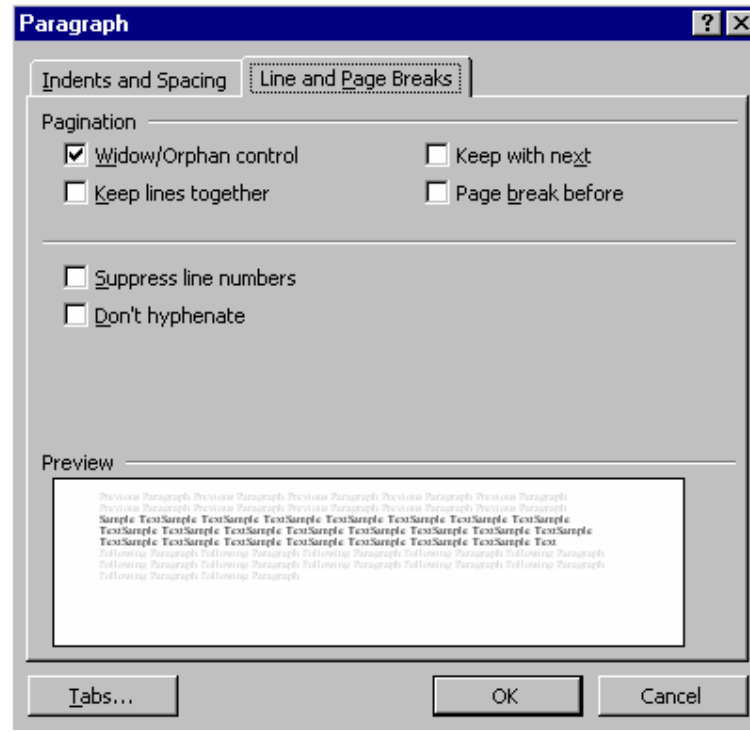 Paragraph
Indents and Spacing Line and Page Breaks
Pagination
Widow/Orphan control Keep with next
Keep lines together Page break before
Suppress line numbers
Don't hyphenate
Preview
Previous Paragraph Previous Paragraph Previous Paragraph Previous Paragraph Previous Paragraph
Previous Paragraph Previous Paragraph Previous Paragraph Previous Paragraph Previous Paragraph
Sample TextSample TextSample TextSample TextSample TextSample TextSample TextSample
TextSample TextSample TextSample TextSample TextSample TextSample TextSample TextSample
TextSample TextSample TextSample TextSample TextSample TextSample TextSample Text
Following Paragraph Following Paragraph Following Paragraph Following Paragraph Following Paragraph
Following Paragraph Following Paragraph Following Paragraph Following Paragraph Following Paragraph
Following Paragraph Following Paragraph
Tabs... OK Cancel